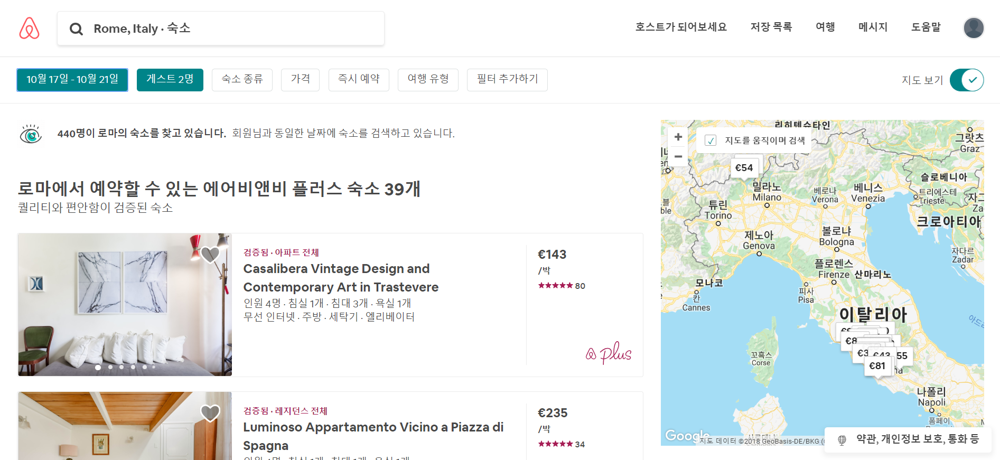 Rome, Italy · 숙소
호스트가 되어보세요
저장 목록
여행
메시지
도움말
10월 17일 - 10월 21일
게스트 2명
숙소 종류
가격
즉시 예약
여행 유형
필터 추가하기
지도 보기
440명이 로마의 숙소를 찾고 있습니다. 회원님과 동일한 날짜에 숙소를 검색하고 있습니다.
로마에서 예약할 수 있는 에어비앤비 플러스 숙소 39개
퀄리티와 편안함이 검증된 숙소
검증됨 · 아파트 전체
Casalibera Vintage Design and
Contemporary Art in Trastevere
인원 4명 · 침실 1개 · 침대 3개 · 욕실 1개
무선 인터넷 · 주방 · 세탁기 · 엘리베이터
€143
/박
80
plus
검증됨 · 레지던스 전체
Luminoso Appartamento Vicino a Piazza di
Spagna
€235
/박
34
리히텐슈타인
지도를 움직이며 검색
그랏츠
Graz
€54
슬로베니아
밀라노
Milano
베로나
Verona
베니스
Venezia
트리에스테
Trieste
튜린
Torino
크로아티아
제노아
Genova
볼로냐
Bologna
자다르
Zadar
플로렌스
Firenze
산마리노
모나코
피사
Pisa
칸
Cannes
이탈리아
€43
55
€81
꼬흑스
Corse
나폴리
Napoli
폼페이
Google
지도 데이터 ©2018 GeoBasis-DE/BKG
약관, 개인정보 보호, 통화 등